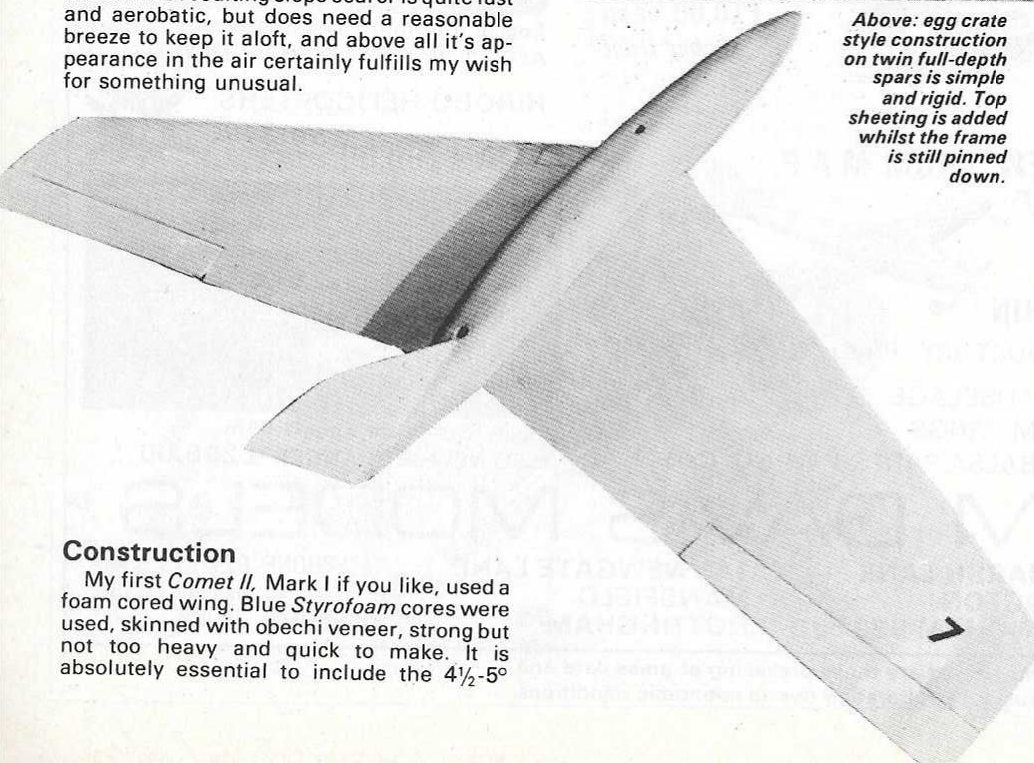 and aerobatic, but does need a reasonable
breeze to keep it aloft, and above all it's ap-
pearance in the air certainly fulfills my wish
for something unusual.
Above: egg crate
style construction
on twin full-depth
spars is simple
and rigid. Top
sheeting is added
whilst the frame
is still pinned
down.
Construction
My first Comet II, Mark I if you like, used a
foam cored wing. Blue Styrofoam cores were
used, skinned with obechi veneer, strong but
not too heavy and quick to make. It is
absolutely essential to include the 4½-5°